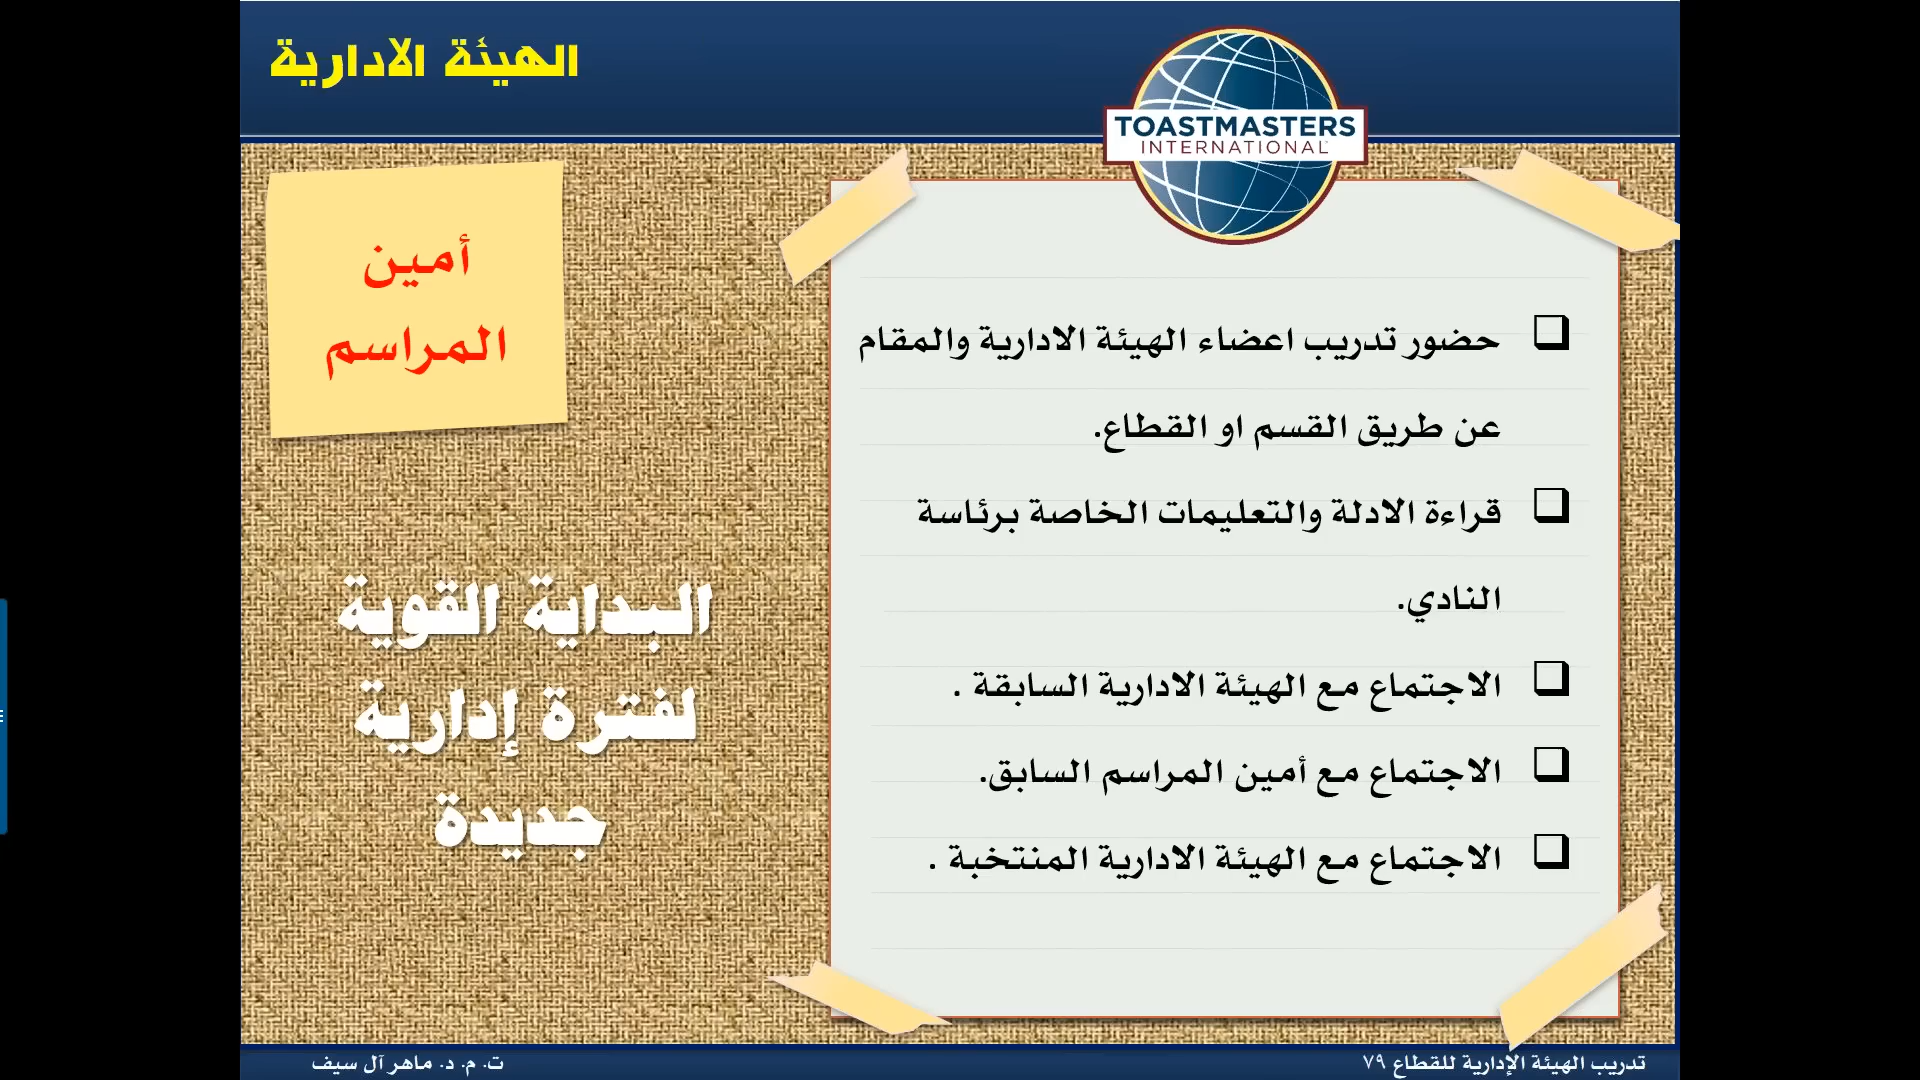 الهيئة الادارية
TOASTMASTERS
INTERNATIONAL
أمين
المراسم
حضور تدريب اعضاء الهيئة الادارية والمقام
عن طريق القسم او القطاع.
قراءة الادلة والتعليمات الخاصة برئاسة
النادي.
الاجتماع مع الهيئة الادارية السابقة .
الاجتماع مع أمين المراسم السابق.
الاجتماع مع الهيئة الادارية المنتخبة .
البداية القوية
لفترة إدارية
جديدة
تدريب الهيئة الإدارية للقطاع ٧٩
ت. م. د. ماهر آل سيف